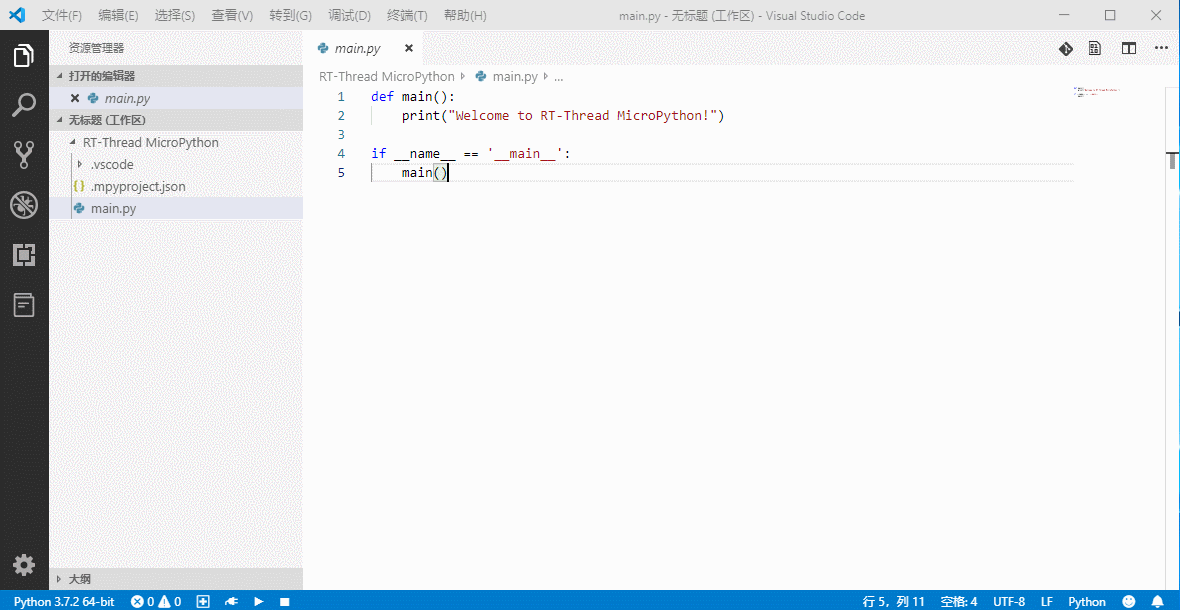 文件(F) 编辑(E) 选择(S) 查看(V) 转到(G) 调试(D) 终端(T) 帮助(H) main.py - 无标题 (工作区) - Visual Studio Code
资源管理器
打开的编辑器
main.py
无标题 (工作区)
RT-Thread MicroPython
.vscode
{} .mpyproject.json
main.py
大纲
main.py
RT-Thread MicroPython main.py ...
1 def main():
2 print("Welcome to RT-Thread MicroPython!")
3
4 if __name__ == '__main__':
5 main()
Python 3.7.2 64-bit 0 0 行 5，列 11 空格: 4 UTF-8 LF Python